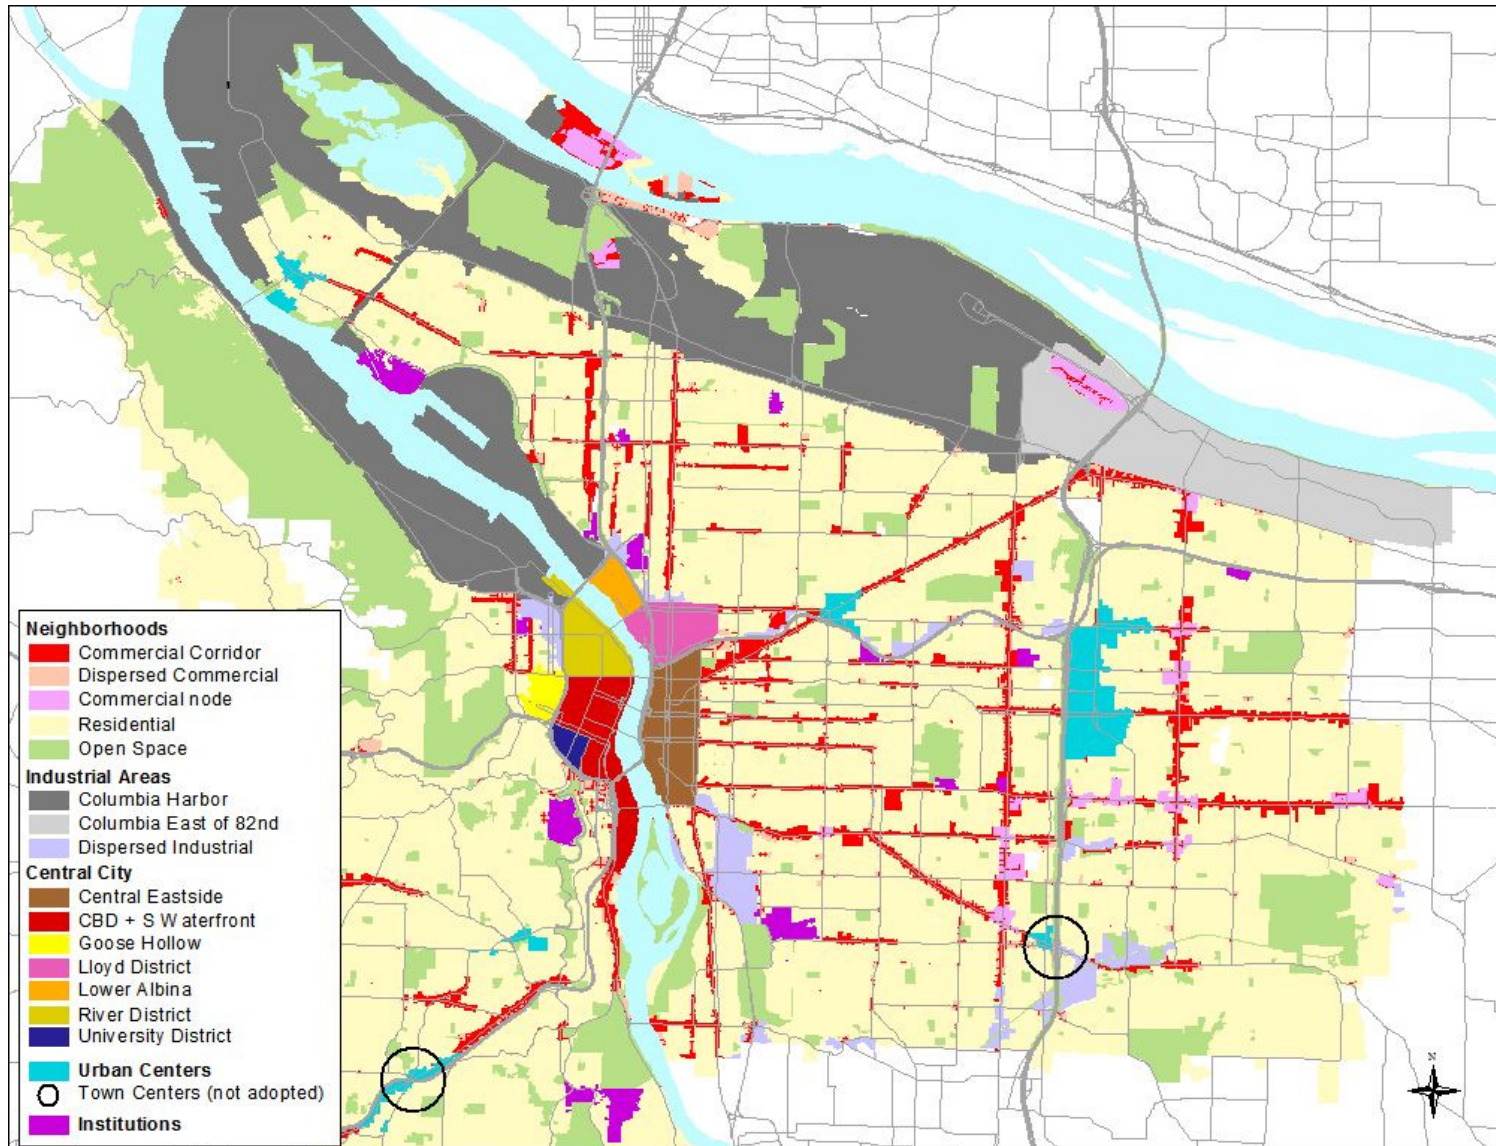 Neighborhoods
Commercial Corridor
Dispersed Commercial
Commercial node
Residential
Open Space
Industrial Areas
Columbia Harbor
Columbia East of 82nd
Dispersed Industrial
Central City
Central Eastside
CBD + S Waterfront
Goose Hollow
Lloyd District
Lower Albina
River District
University District
Urban Centers
Town Centers (not adopted)
Institutions
N